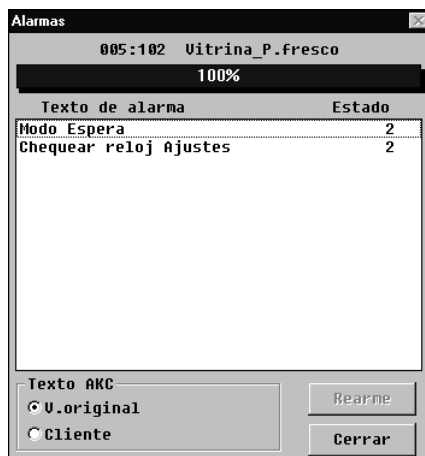 Alarmas
005:102 Vitrina_P.fresco
100%
Texto de alarma Estado
Modo Espera 2
Chequear reloj Ajustes 2
Texto AKC
V.original
Cliente
Rearme
Cerrar